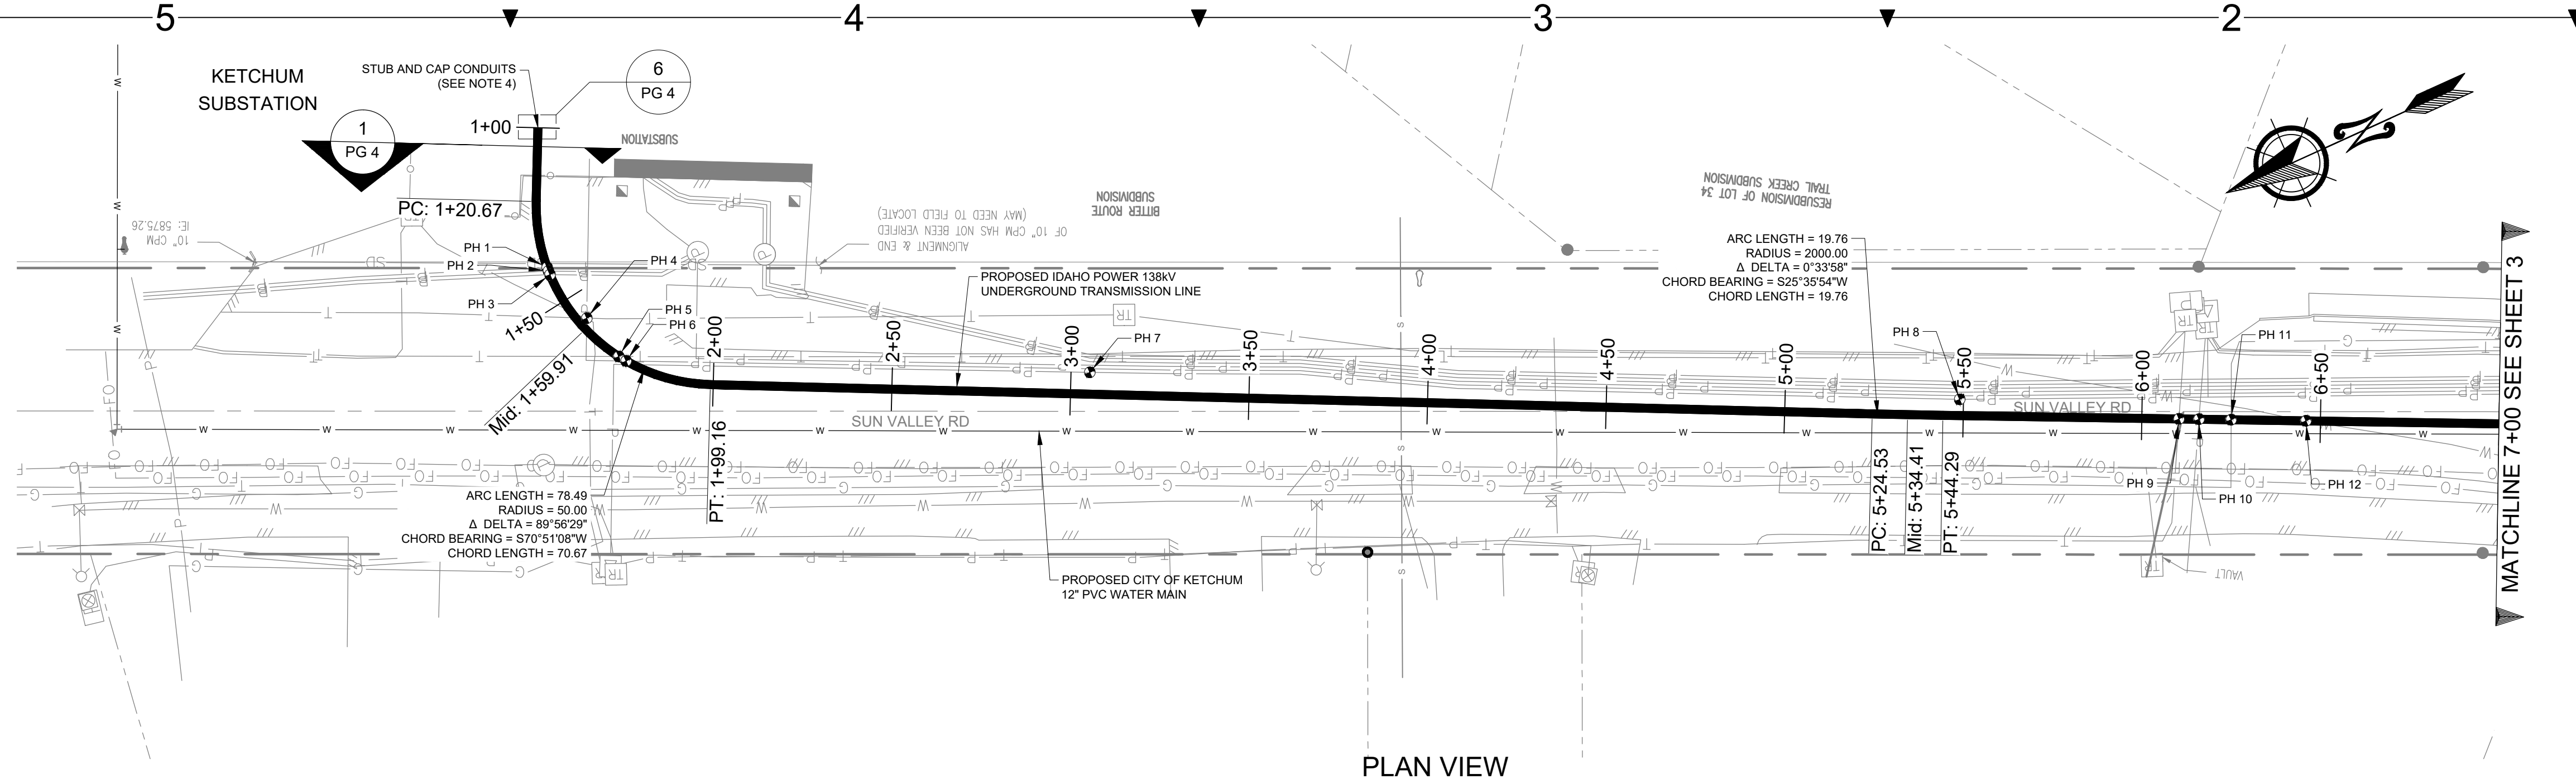 5
4
3
2
KETCHUM
SUBSTATION
STUB AND CAP CONDUITS
(SEE NOTE 4)
6
PG 4
1
PG 4
1+00
SUBSTATION
PC: 1+20.67
10" CPM
IE: 5875.26
PH 1
PH 2
PH 3
PH 4
PH 5
PH 6
1+50
Mid: 1+59.91
2+00
PT: 1+99.16
ALIGNMENT & END
OF 10" CPM HAS NOT BEEN VERIFIED
(MAY NEED TO FIELD LOCATE)
BITTER ROUTE
SUBDIVISION
RESUBDIVISION OF LOT 34
TRAIL CREEK SUBDIVISION
PROPOSED IDAHO POWER 138kV
UNDERGROUND TRANSMISSION LINE
ARC LENGTH = 19.76
RADIUS = 2000.00
Δ DELTA = 0°33'58"
CHORD BEARING = S25°35'54"W
CHORD LENGTH = 19.76
N
2+50
3+00
PH 7
3+50
4+00
4+50
5+00
PH 8
5+50
6+00
PH 11
6+50
SUN VALLEY RD
SUN VALLEY RD
PC: 5+24.53
Mid: 5+34.41
PT: 5+44.29
PH 9
PH 10
PH 12
VAULT
MATCHLINE 7+00 SEE SHEET 3
ARC LENGTH = 78.49
RADIUS = 50.00
Δ DELTA = 89°56'29"
CHORD BEARING = S70°51'08"W
CHORD LENGTH = 70.67
PROPOSED CITY OF KETCHUM
12" PVC WATER MAIN
PLAN VIEW